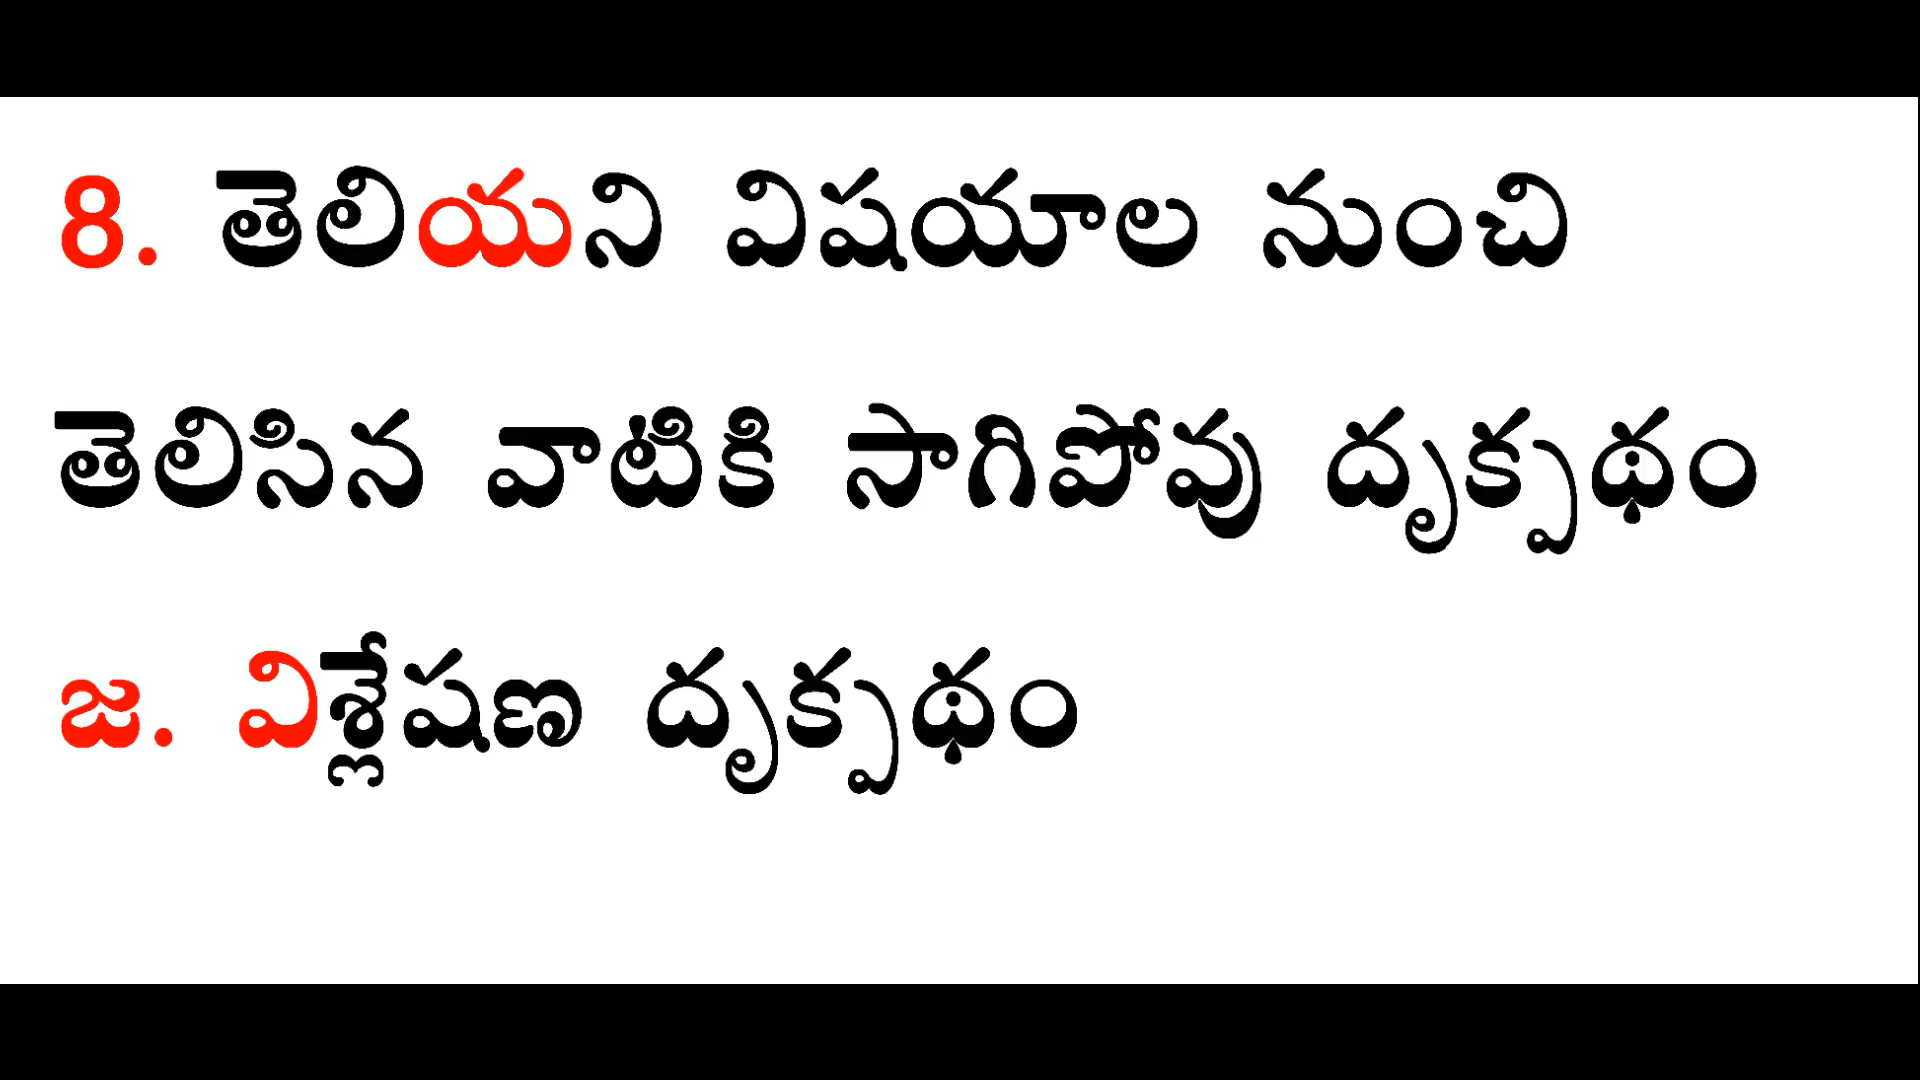 8. తెలియని విషయాల నుంచి
తెలిసిన వాటికి సాగిపోవు దృక్పథం
జ. విశ్లేషణ దృక్పథం